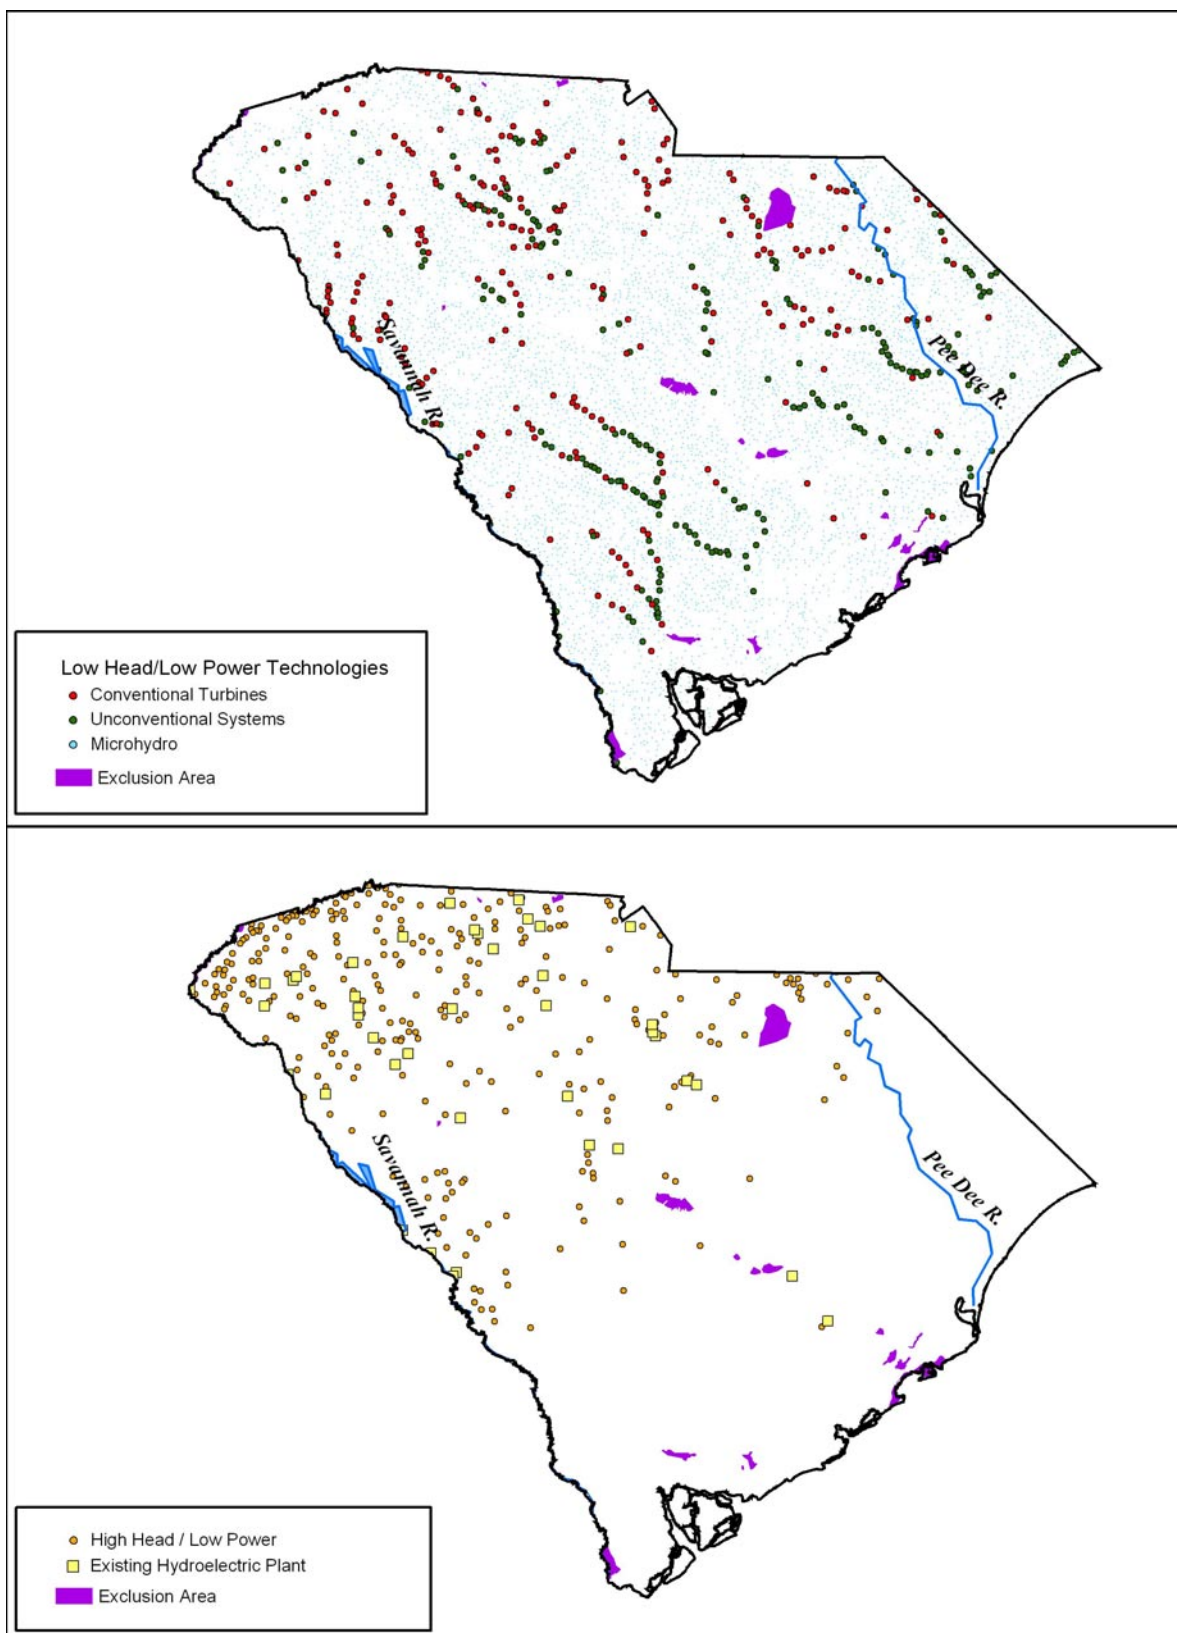 Savannah R.
Pee Dee R.
Low Head/Low Power Technologies
Conventional Turbines
Unconventional Systems
Microhydro
Exclusion Area
Savannah R.
Pee Dee R.
High Head / Low Power
Existing Hydroelectric Plant
Exclusion Area